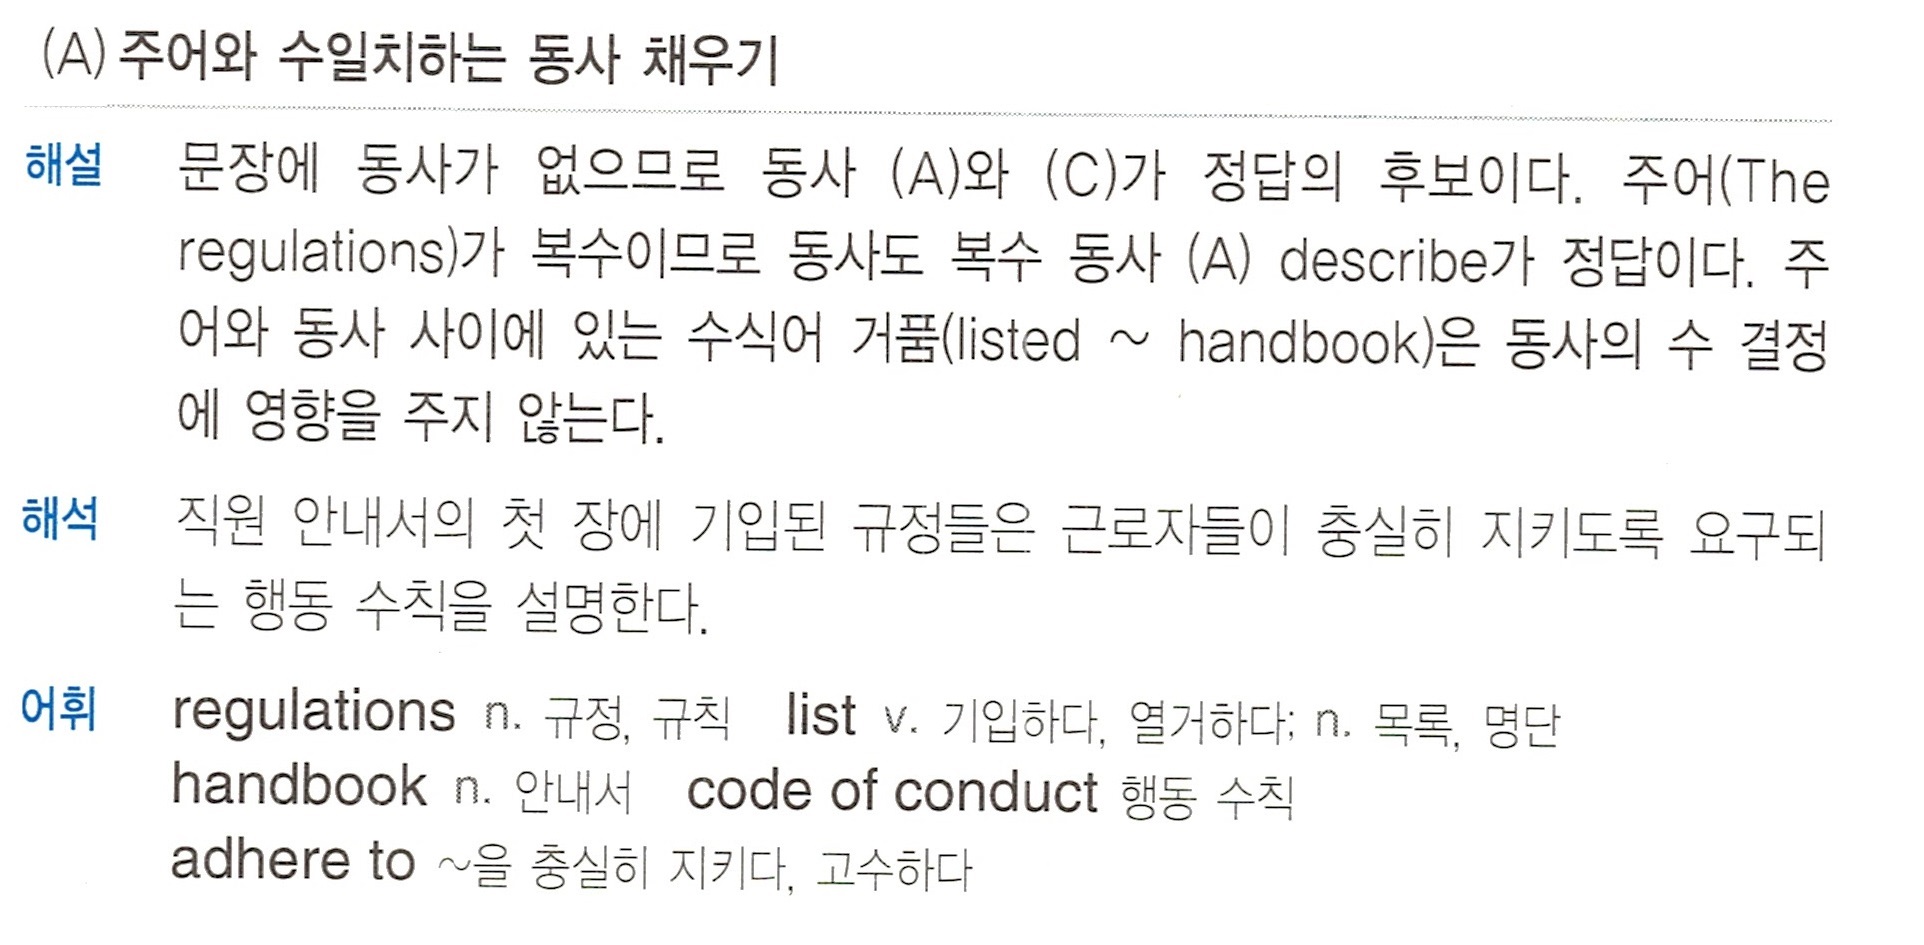 (A) 주어와 수일치하는 동사 채우기
해설 문장에 동사가 없으므로 동사 (A)와 (C)가 정답의 후보이다. 주어(The
regulations)가 복수이므로 동사도 복수 동사 (A) describe가 정답이다. 주
어와 동사 사이에 있는 수식어 거품(listed ~ handbook)은 동사의 수 결정
에 영향을 주지 않는다.
해석 직원 안내서의 첫 장에 기입된 규정들은 근로자들이 충실히 지키도록 요구되
는 행동 수칙을 설명한다.
어휘 regulations n. 규정, 규칙 list v. 기입하다, 열거하다; n. 목록, 명단
handbook n. 안내서 code of conduct 행동 수칙
adhere to ~을 충실히 지키다, 고수하다